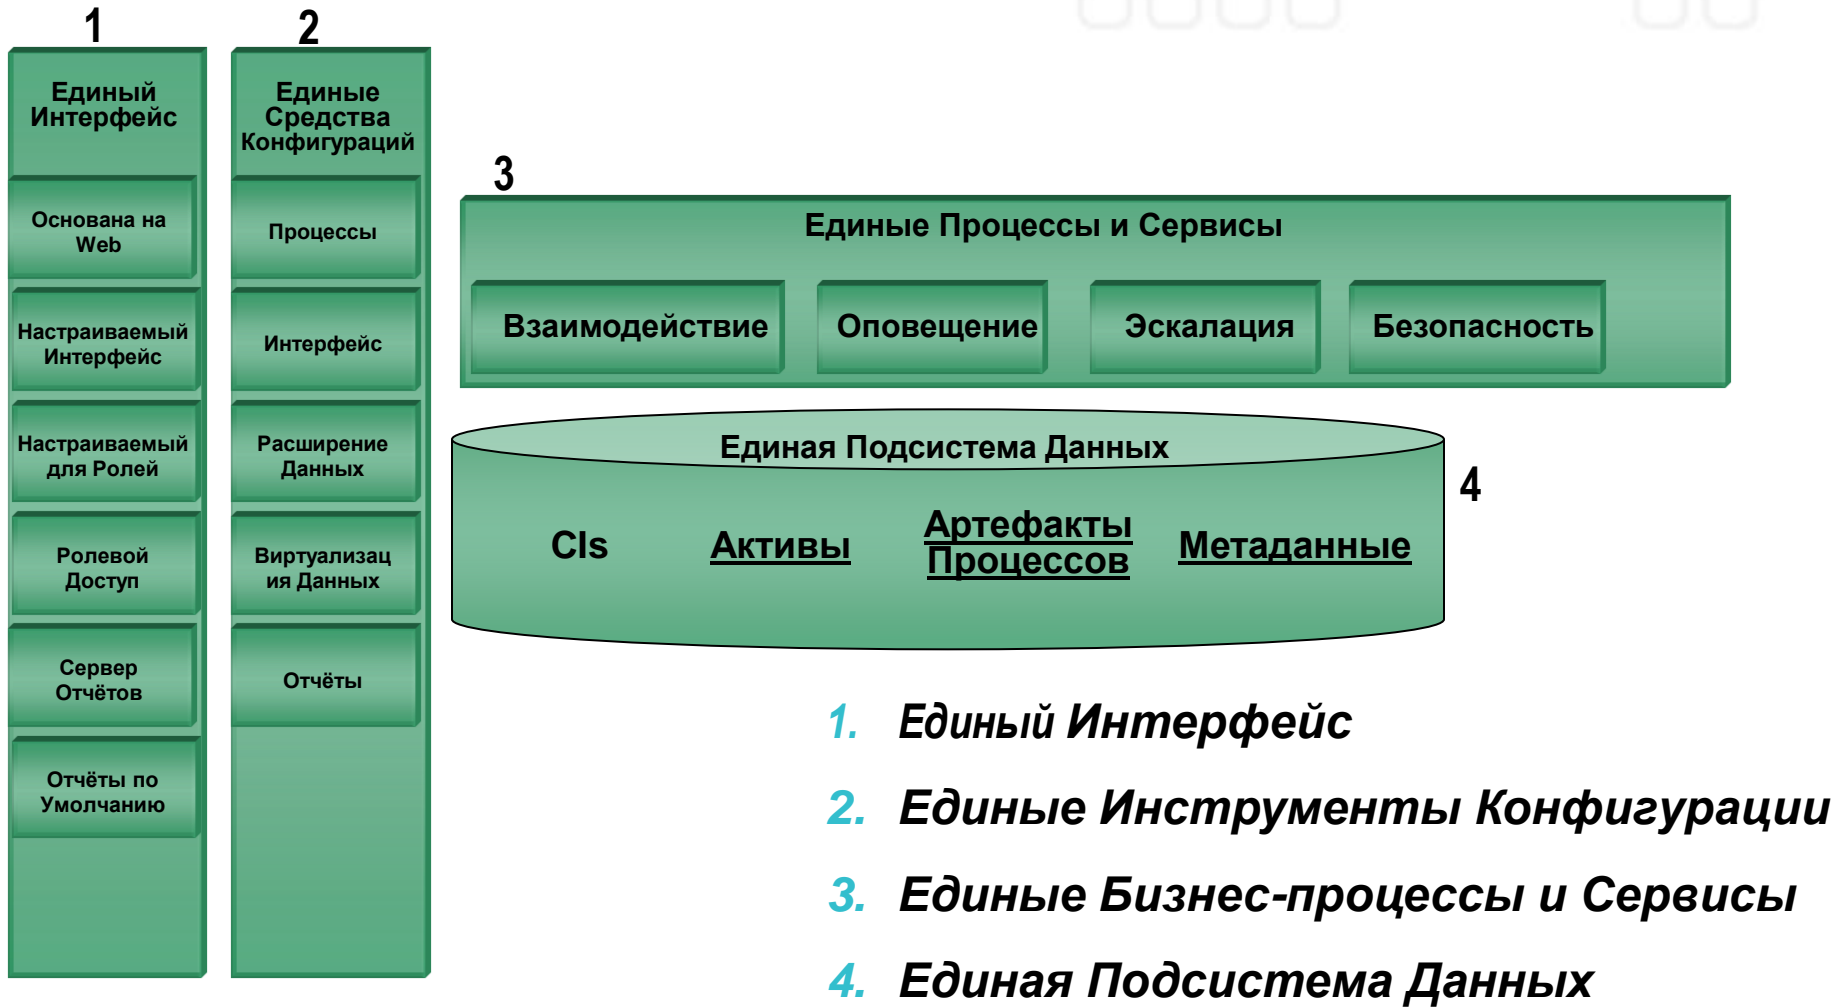 1
Единый
Интерфейс
Основана на
Web
Настраиваемый
Интерфейс
Настраиваемый
для Ролей
Ролевой
Доступ
Сервер
Отчётов
Отчёты по
Умолчанию
2
Единые
Средства
Конфигураций
Процессы
Интерфейс
Расширение
Данных
Виртуализац
ия Данных
Отчёты
3
Единые Процессы и Сервисы
Взаимодействие
Оповещение
Эскалация
Безопасность
Единая Подсистема Данных
4
CIs
Активы
Артефакты
Процессов
Метаданные
1. Единый Интерфейс
2. Единые Инструменты Конфигурации
3. Единые Бизнес-процессы и Сервисы
4. Единая Подсистема Данных